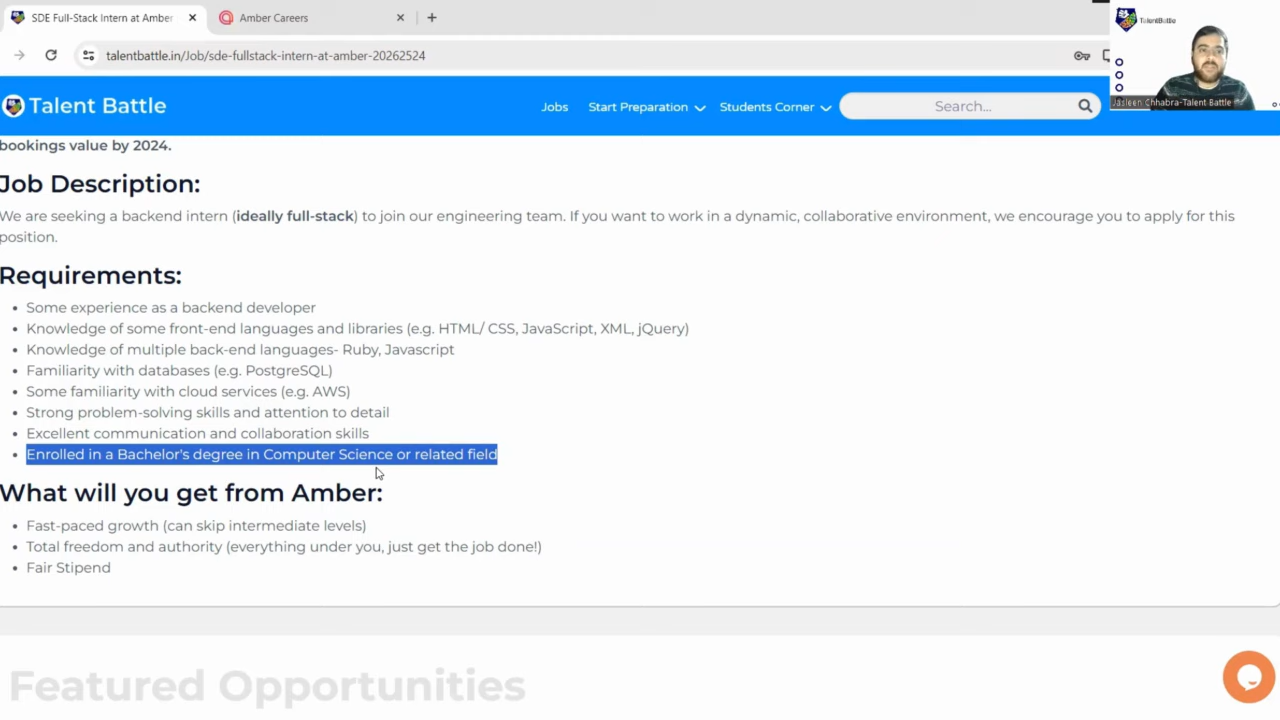 SDE Full-Stack Intern at Amber
Amber Careers
talentbattle.in/Job/sde-fullstack-intern-at-amber-20262524
TalentBattle
Jasleen Chhabra-Talent Battle
Talent Battle
Jobs
Start Preparation
Students Corner
Search...
bookings value by 2024.
Job Description:
We are seeking a backend intern (ideally full-stack) to join our engineering team. If you want to work in a dynamic, collaborative environment, we encourage you to apply for this
position.
Requirements:
• Some experience as a backend developer
• Knowledge of some front-end languages and libraries (e.g. HTML/ CSS, JavaScript, XML, jQuery)
• Knowledge of multiple back-end languages- Ruby, Javascript
• Familiarity with databases (e.g. PostgreSQL)
• Some familiarity with cloud services (e.g. AWS)
• Strong problem-solving skills and attention to detail
• Excellent communication and collaboration skills
• Enrolled in a Bachelor's degree in Computer Science or related field
What will you get from Amber:
• Fast-paced growth (can skip intermediate levels)
• Total freedom and authority (everything under you, just get the job done!)
• Fair Stipend
Featured Opportunities